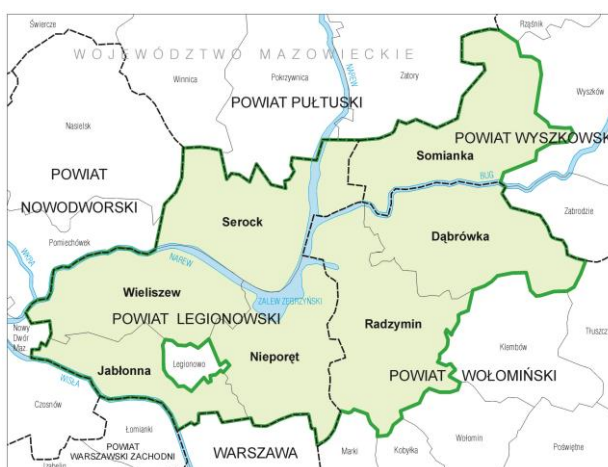 Świercze
Rząśnik
WOJEWÓDZTWO MAZOWIECKIE
Winnica
Pokrzywnica
NAREW
Zatory
Wyszków
POWIAT PUŁTUSKI
Nasielsk
POWIAT WYSZKOWSK
Somianka
POWIAT
NOWODWORSKI
BUG
Serock
Zabrodzie
Dąbrówka
Pomiechówek
WKRA
NAREW
Wieliszew
ZALEW ZEGRZYŃSKI
POWIAT LEGIONOWSKI
Radzymin
Nowy
Dwór
Maz.
Tłuszcz
Klembów
Nieporęt
Legionowo
Jabłonna
POWIAT WOŁOMIŃSKI
WISŁA
Czosnów
Łomianki
Wołomin
POWIAT
WARSZAWSKI ZACHODNI
WARSZAWA
Marki
Kobyłka
Poświętne
Izabelin